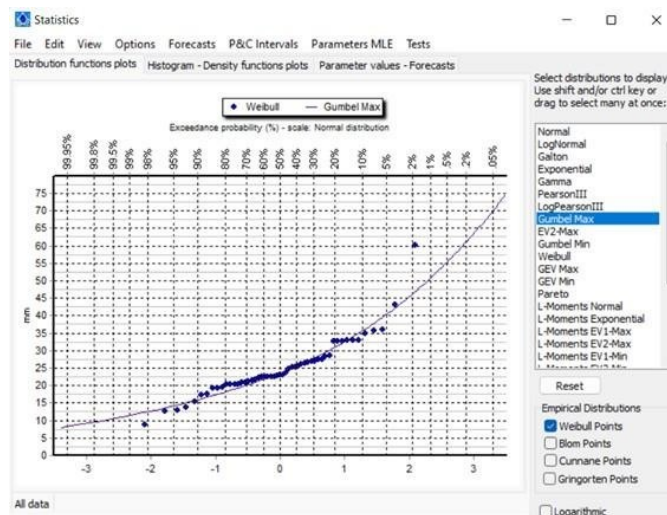 Statistics
File Edit View Options Forecasts P&C Intervals Parameters MLE Tests
Distribution functions plots Histogram - Density functions plots Parameter values - Forecasts
Weibull Gumbel Max
Exceedance probability (%) - scale: Normal distribution
99.95% 99.8% 99.5% 99% 98% 95% 90% 80% 70% 60% 50% 40% 30% 20% 10% 5% 2% 1% .5% .2% .05%
75
70
65
60
55
50
45
40
35
30
25
20
15
10
5
0
mm
-3 -2 -1 0 1 2 3
All data
Select distributions to display
Use shift and/or ctrl key or
drag to select many at once:
Normal
LogNormal
Galton
Exponential
Gamma
PearsonIII
LogPearsonIII
Gumbel Max
EV2-Max
Gumbel Min
Weibull
GEV Max
GEV Min
Pareto
L-Moments Normal
L-Moments Exponential
L-Moments EV1-Max
L-Moments EV2-Max
L-Moments EV1-Min
Reset
Empirical Distributions
Weibull Points
Blom Points
Cunnane Points
Gringorten Points
Logarithmic